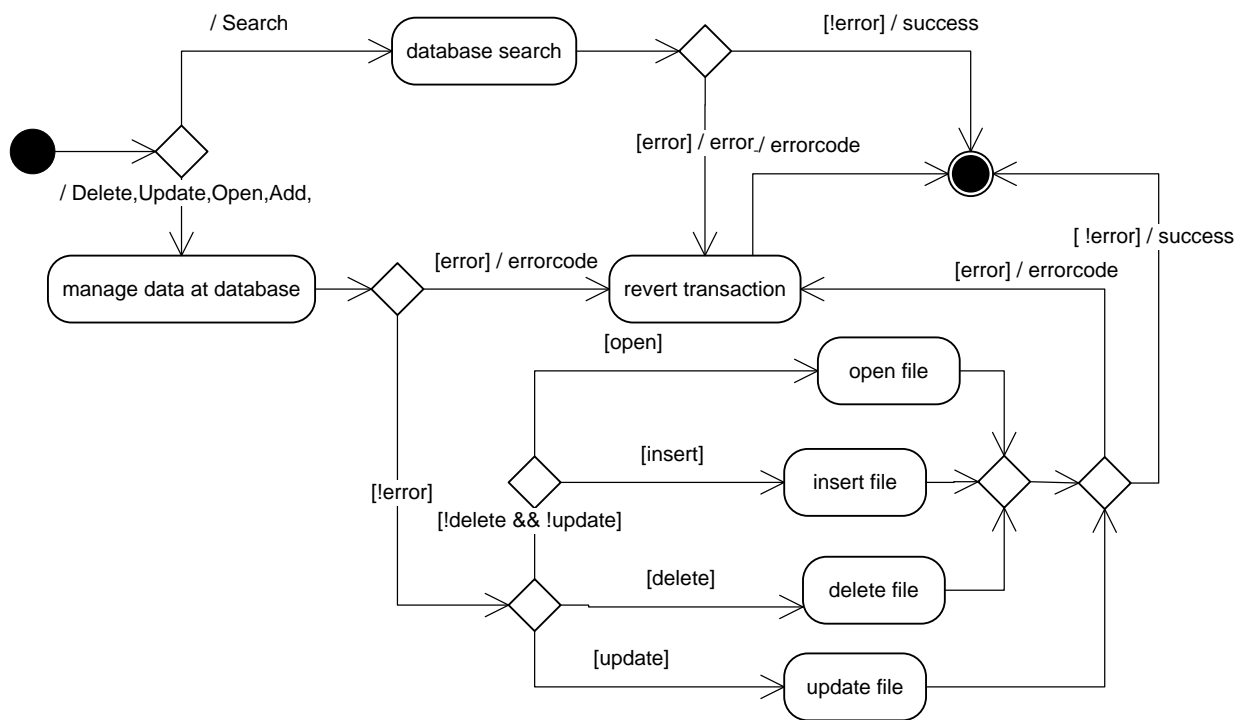 / Search
[!error] / success
database search
[error] / error
/ errorcode
/ Delete,Update,Open,Add,
[ !error] / success
[error] / errorcode
[error] / errorcode
manage data at database
revert transaction
[open]
open file
[insert]
insert file
[!error]
[!delete && !update]
[delete]
delete file
[update]
update file